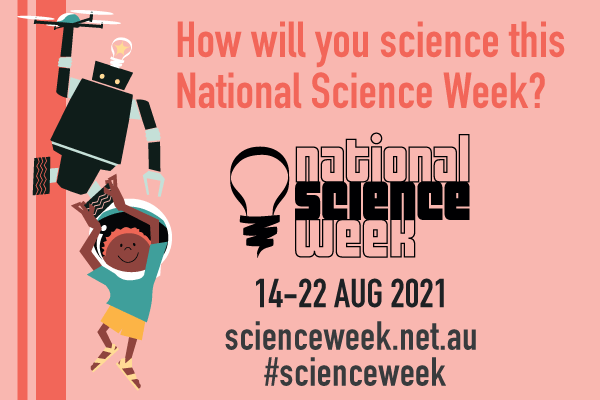 How will you science this
National Science Week?
national
science
week
14–22 AUG 2021
scienceweek.net.au
#scienceweek